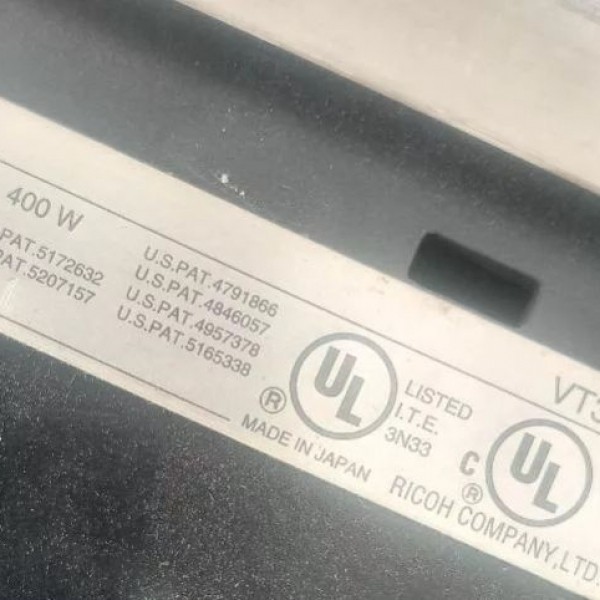 400 W
PAT.5172632
PAT.5207157
U.S.PAT.4791866
U.S.PAT.4846057
U.S.PAT.4957378
U.S.PAT.5165338
UL
®
LISTED
I.T.E.
3N33
C
UL
®
VT3
MADE IN JAPAN
RICOH COMPANY,LTD.